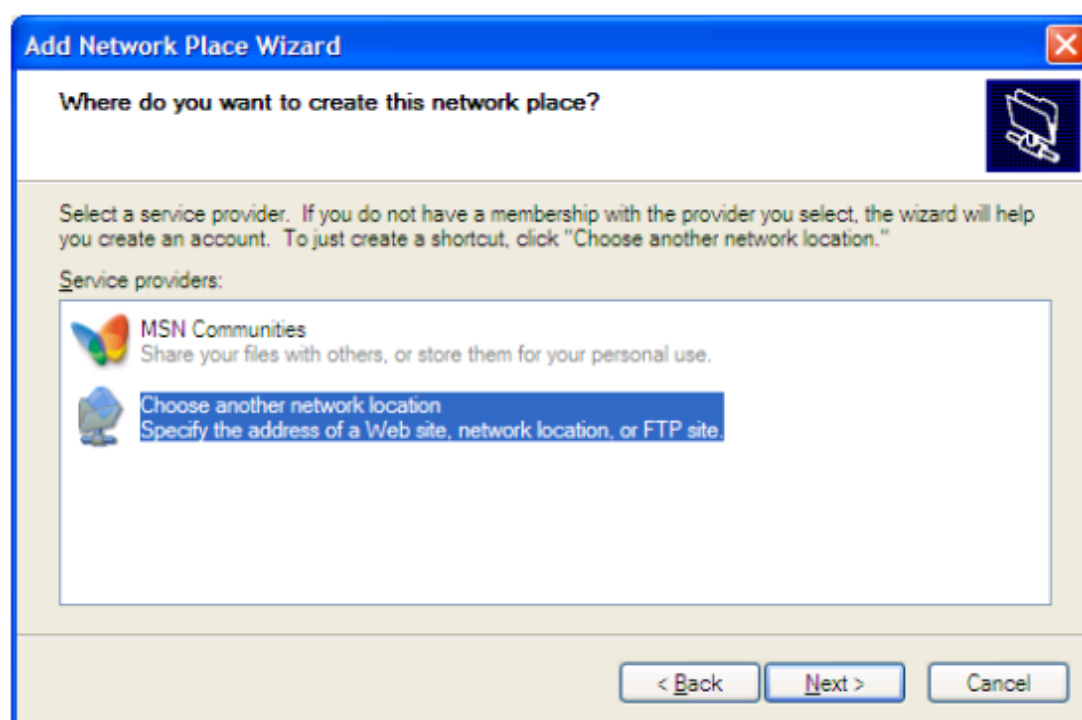 Add Network Place Wizard
Where do you want to create this network place?
Select a service provider. If you do not have a membership with the provider you select, the wizard will help
you create an account. To just create a shortcut, click "Choose another network location."
Service providers:
MSN Communities
Share your files with others, or store them for your personal use.
Choose another network location
Specify the address of a Web site, network location, or FTP site.
< Back Next > Cancel